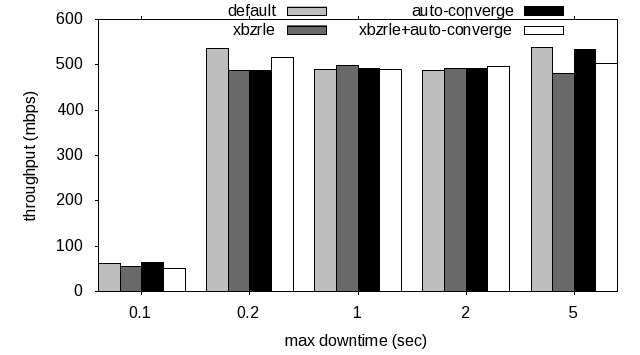 default auto-converge
xbzrle xbzrle+auto-converge
600
500
400
300
200
100
0
throughput (mbps)
0.1 0.2 1 2 5
max downtime (sec)